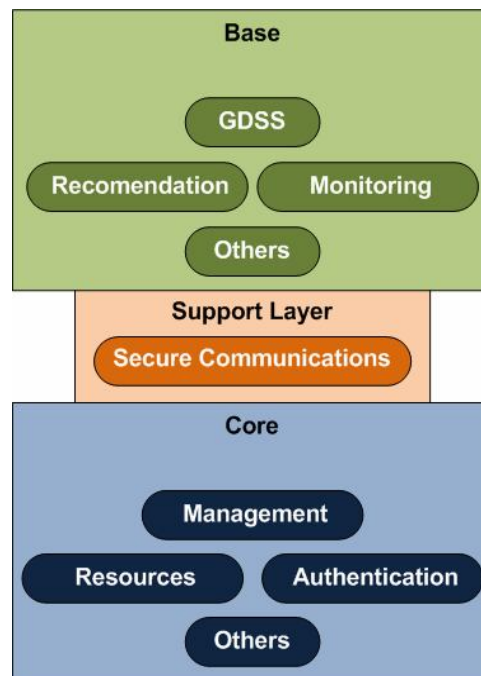 Base
GDSS
Recomendation
Monitoring
Others
Support Layer
Secure Communications
Core
Management
Resources
Authentication
Others